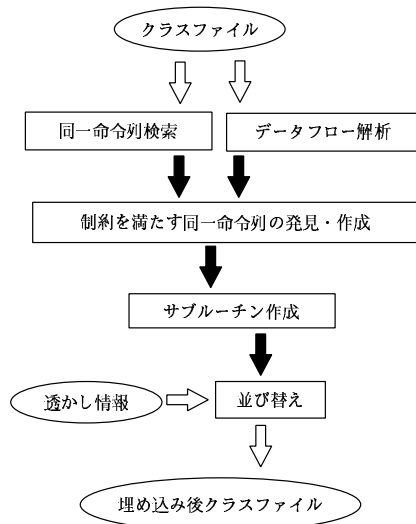 クラスファイル
同一命令列検索
データフロー解析
制約を満たす同一命令列の発見・作成
サブルーチン作成
透かし情報
並び替え
埋め込み後クラスファイル